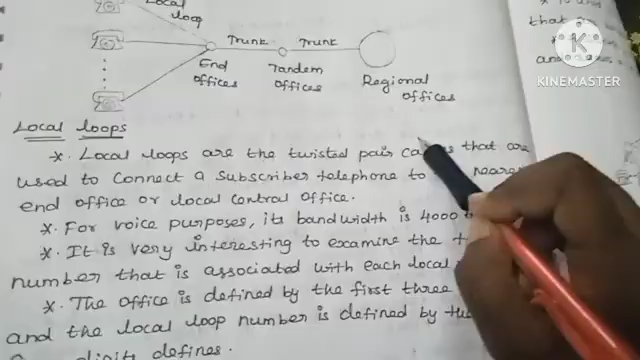 Local
loop
Trunk Trunk
End
offices
Tandem
offices
Regional
offices
Local loops
* Local loops are the twisted pair that are
used to connect a subscriber telephone to
end office or local central office.
* For voice purposes, its bandwidth is 4000
* It is very interesting to examine the
number that is associated with each local
* The office is defined by the first three
and the local loop number is defined by the
digits defines.
that
K
KINEMASTER